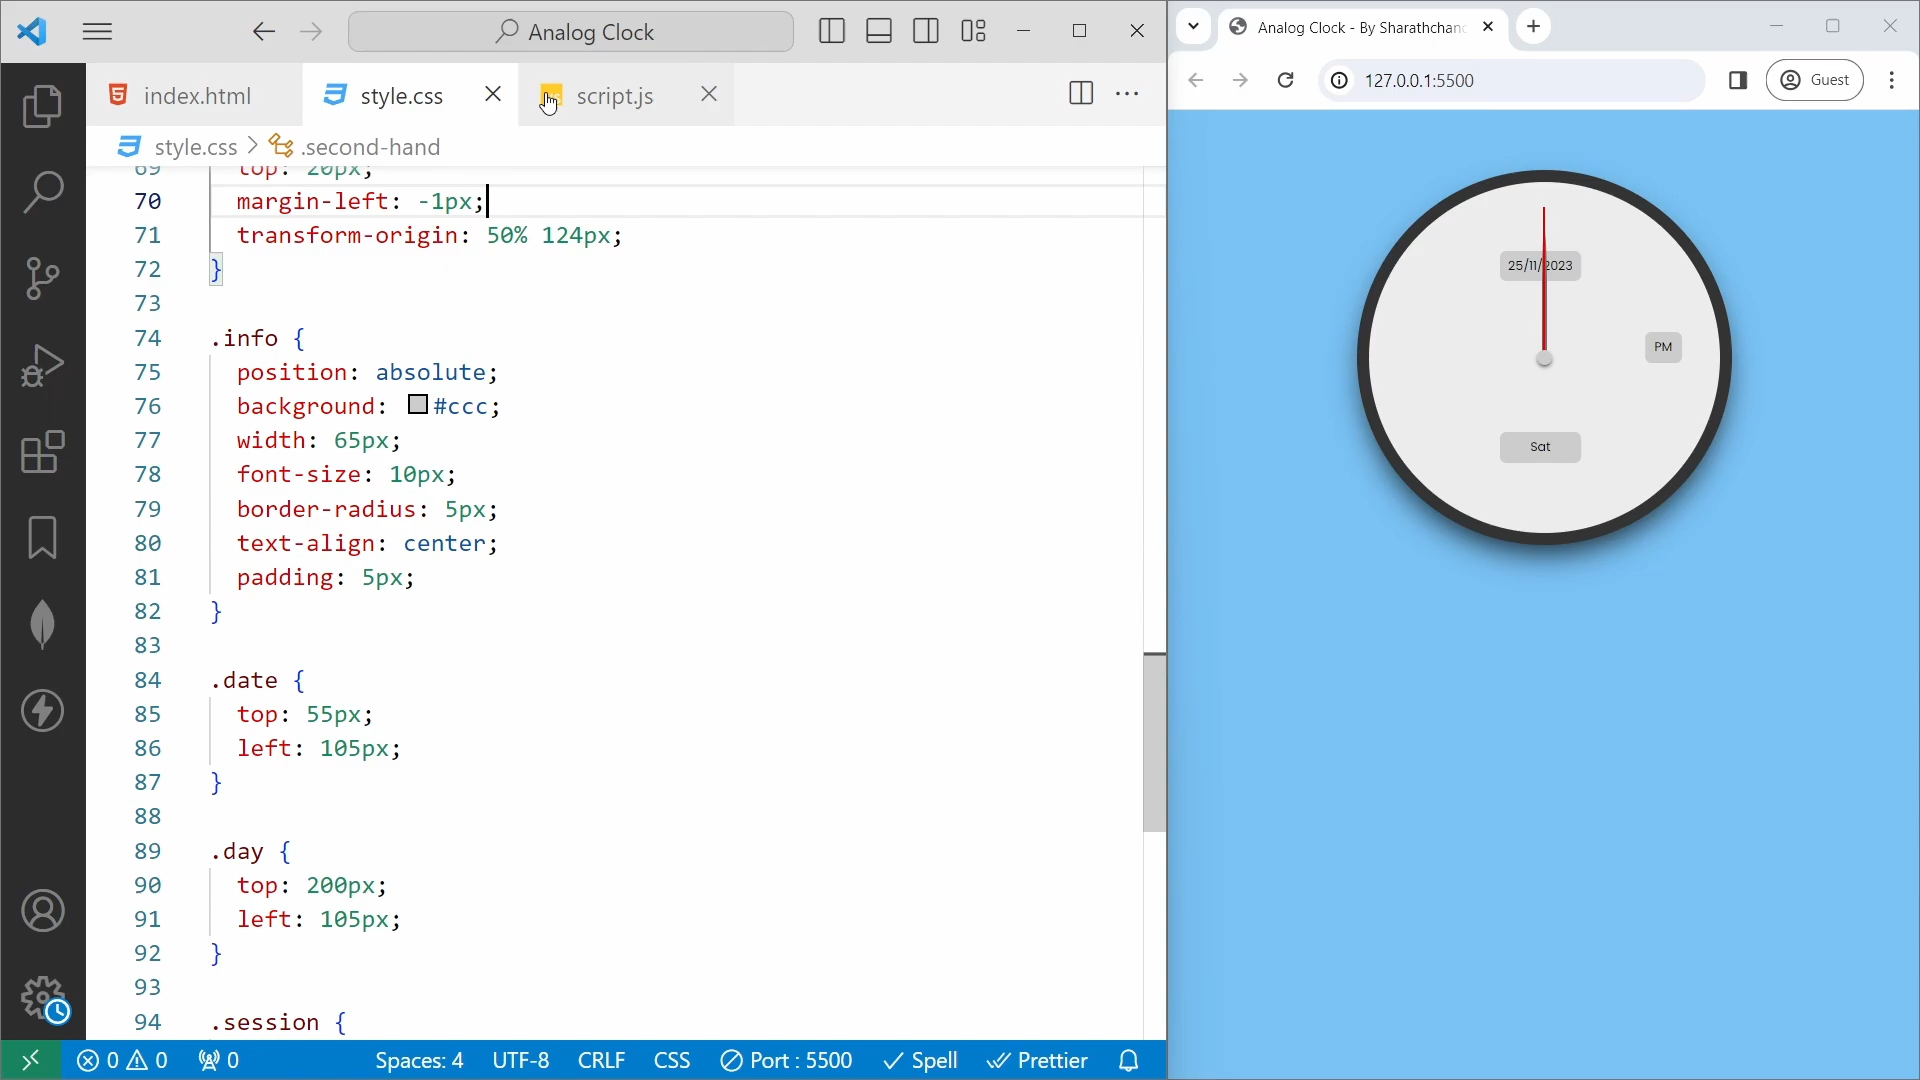 Analog Clock
index.html
style.css
script.js
style.css > .second-hand
69 top: 20px;
70 margin-left: -1px;
71 transform-origin: 50% 124px;
72 }
73
74 .info {
75 position: absolute;
76 background: #ccc;
77 width: 65px;
78 font-size: 10px;
79 border-radius: 5px;
80 text-align: center;
81 padding: 5px;
82 }
83
84 .date {
85 top: 55px;
86 left: 105px;
87 }
88
89 .day {
90 top: 200px;
91 left: 105px;
92 }
93
94 .session {
0 0 0
Spaces: 4 UTF-8 CRLF CSS Port : 5500 Spell Prettier
Analog Clock - By Sharathchan
127.0.0.1:5500
Guest
25/11/2023
PM
Sat